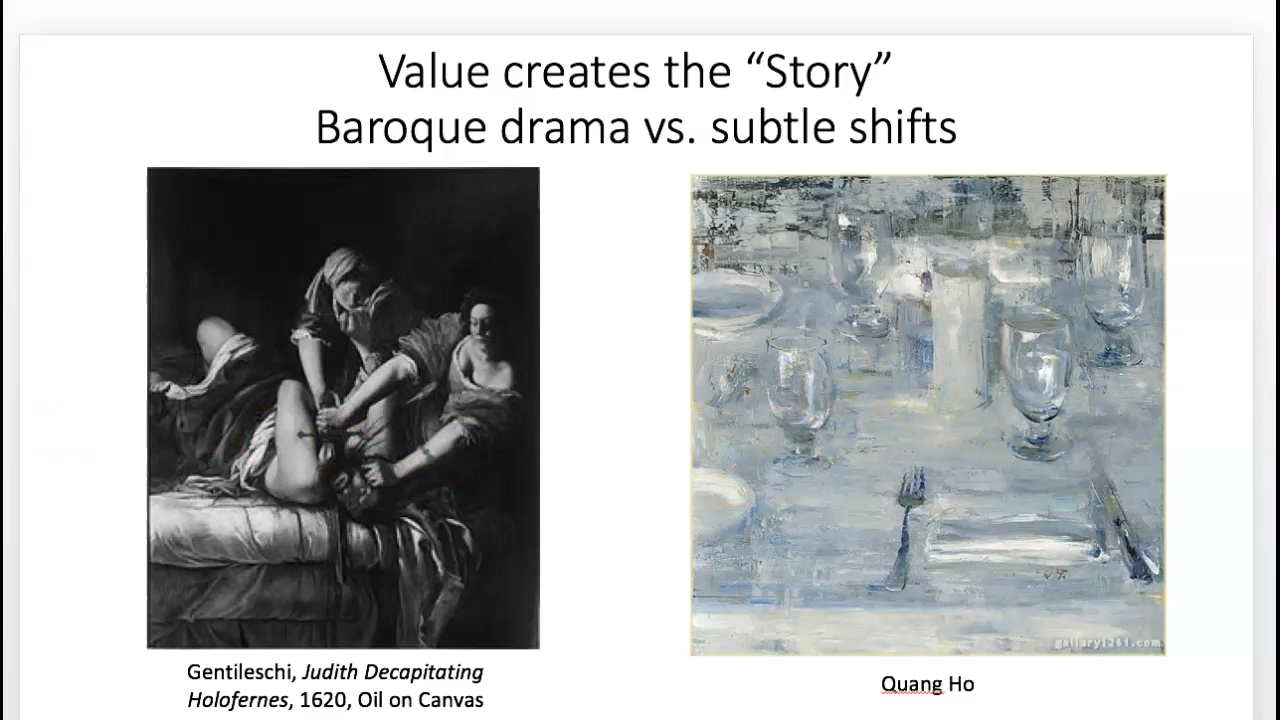 Value creates the “Story”
Baroque drama vs. subtle shifts
gallery1261.com
Gentileschi, Judith Decapitating
Holofernes, 1620, Oil on Canvas
Quang Ho